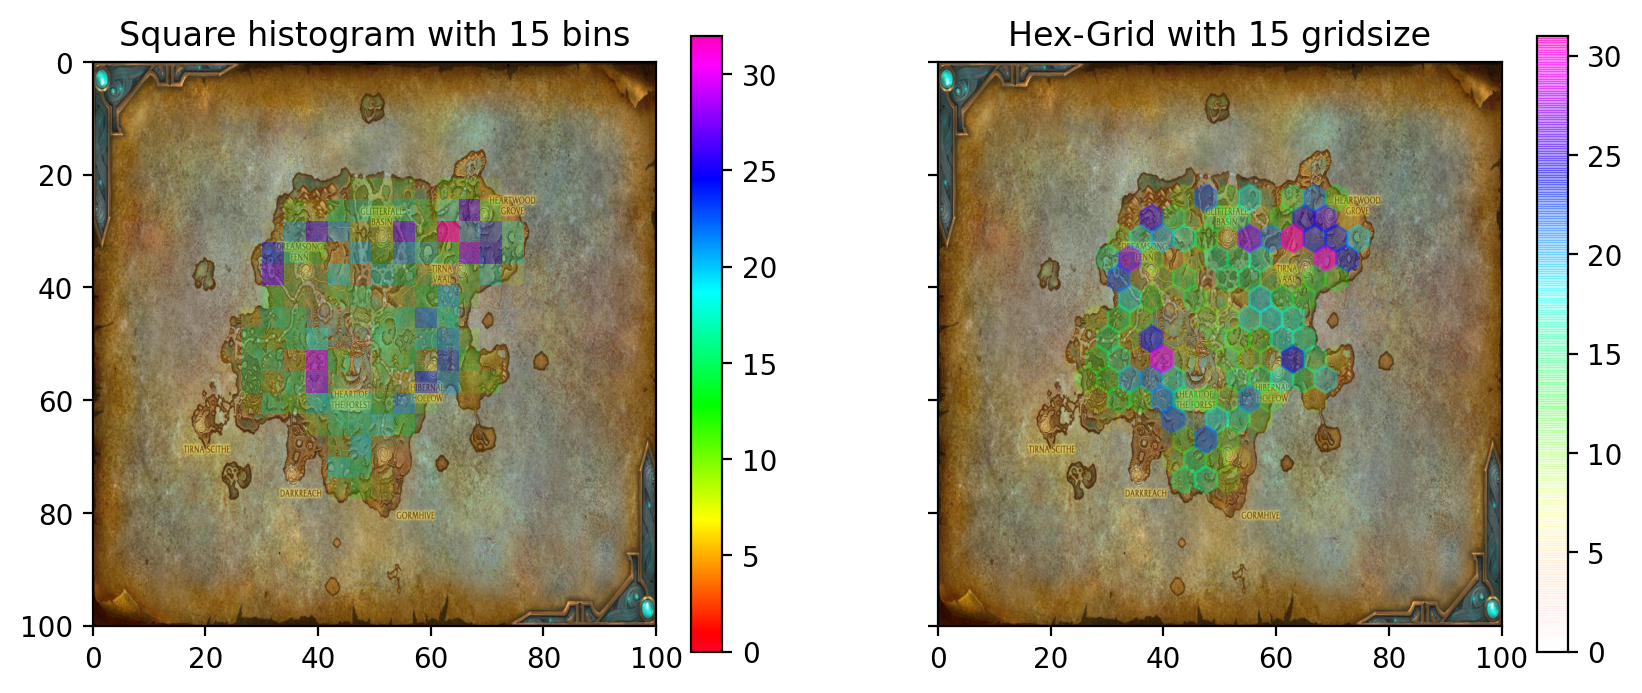 Square histogram with 15 bins
0
20
40
60
80
100
0
20
40
60
80
100
GLITTERFALL
BASIN
HEARTWOOD
GROVE
DREAMSONG
FENN
TIRNA
VAAL
HIBERNAL
HOLLOW
HEART OF
THE FOREST
TIRNA SCITHE
DARKREACH
GORMHIVE
30
25
20
15
10
5
0
Hex-Grid with 15 gridsize
0
20
40
60
80
100
GLITTERFALL
BASIN
HEARTWOOD
GROVE
DREAMSONG
FENN
TIRNA
VAAL
HIBERNAL
HOLLOW
HEART OF
THE FOREST
TIRNA SCITHE
DARKREACH
GORMHIVE
30
25
20
15
10
5
0